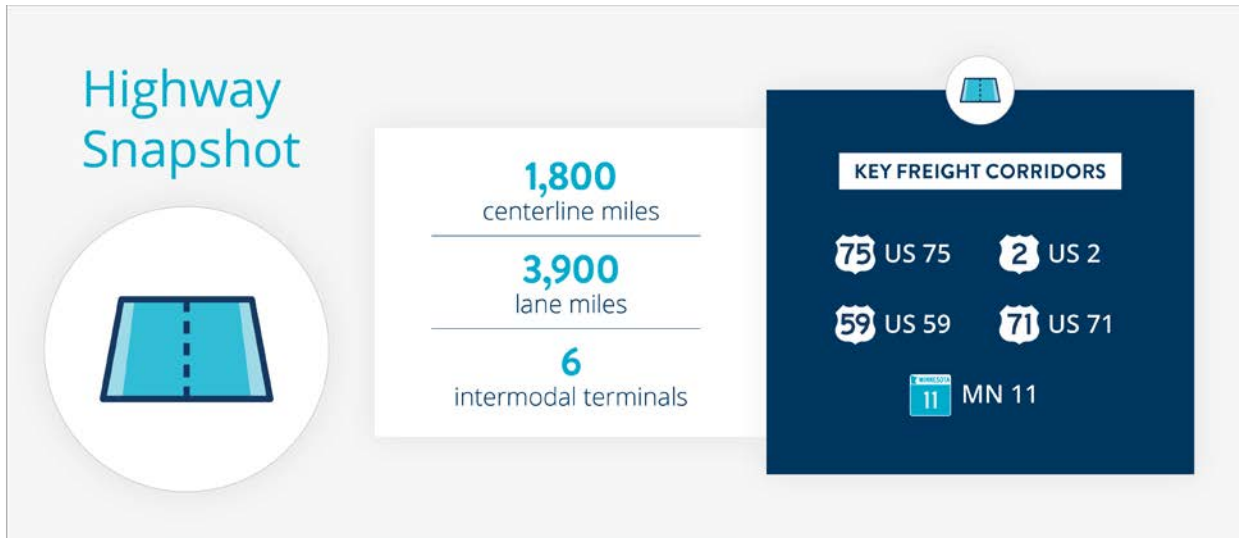 Highway
Snapshot
1,800
centerline miles
3,900
lane miles
6
intermodal terminals
KEY FREIGHT CORRIDORS
75 US 75
2 US 2
59 US 59
71 US 71
MINNESOTA
11 MN 11